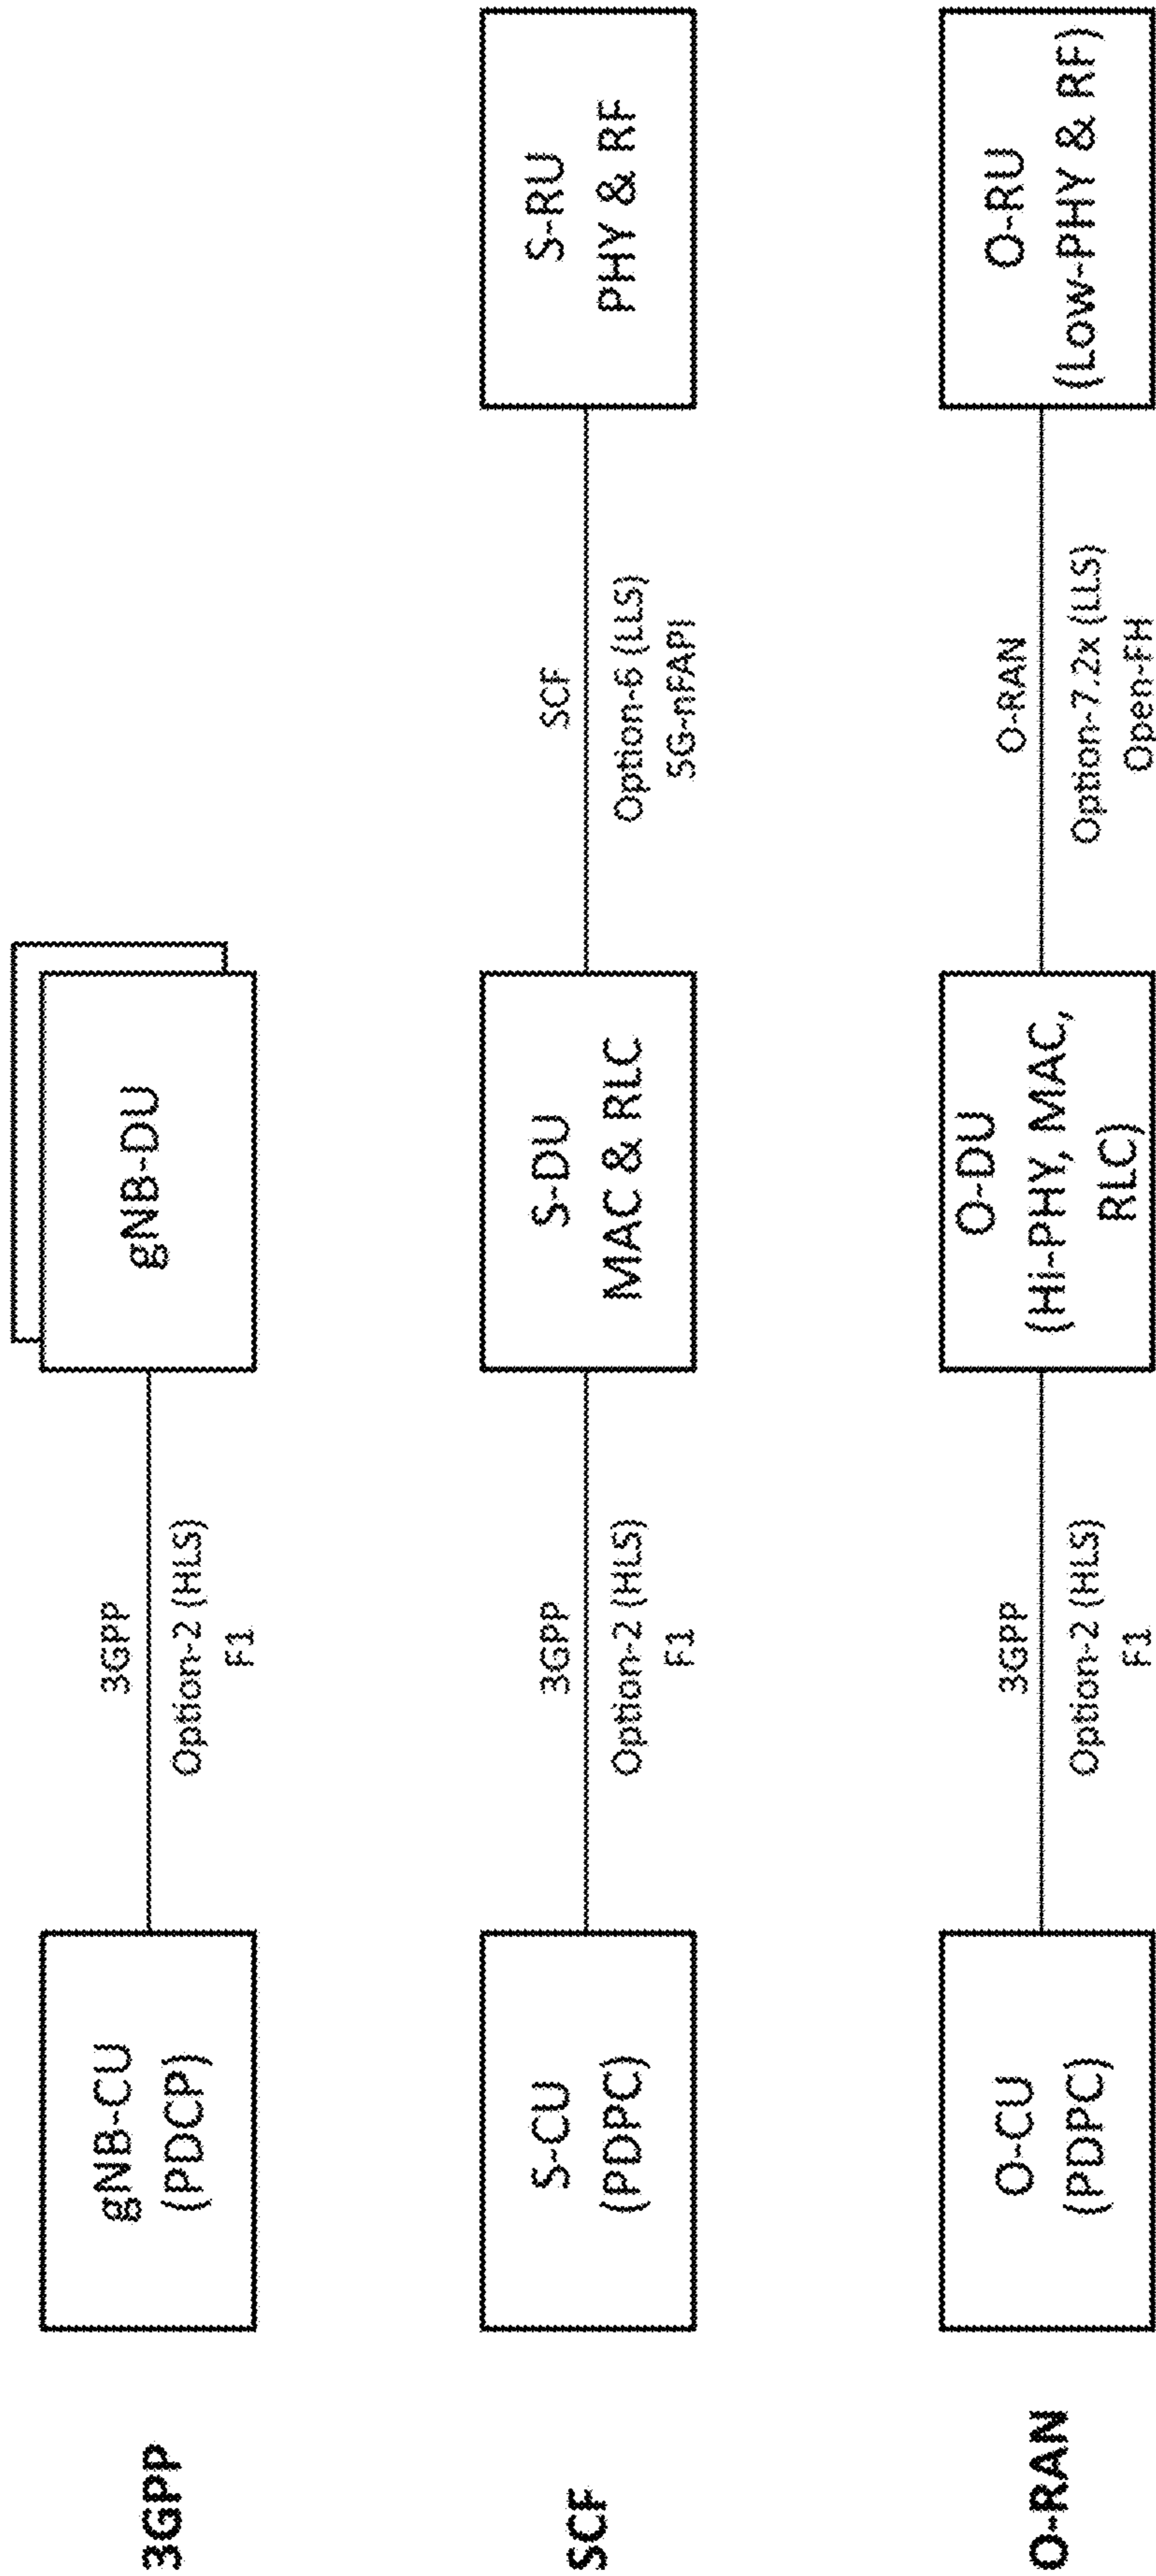 3GPP
gNB-CU
(PDCP)
3GPP
Option-2 (HLS)
F1
gNB-DU
SCF
S-CU
(PDPC)
3GPP
Option-2 (HLS)
F1
S-DU
MAC & RLC
SCF
Option-6 (LLS)
5G-nFAPI
S-RU
PHY & RF
O-RAN
O-CU
(PDPC)
3GPP
Option-2 (HLS)
F1
O-DU
(Hi-PHY, MAC,
RLC)
O-RAN
Option-7.2x (LLS)
Open-FH
O-RU
(Low-PHY & RF)